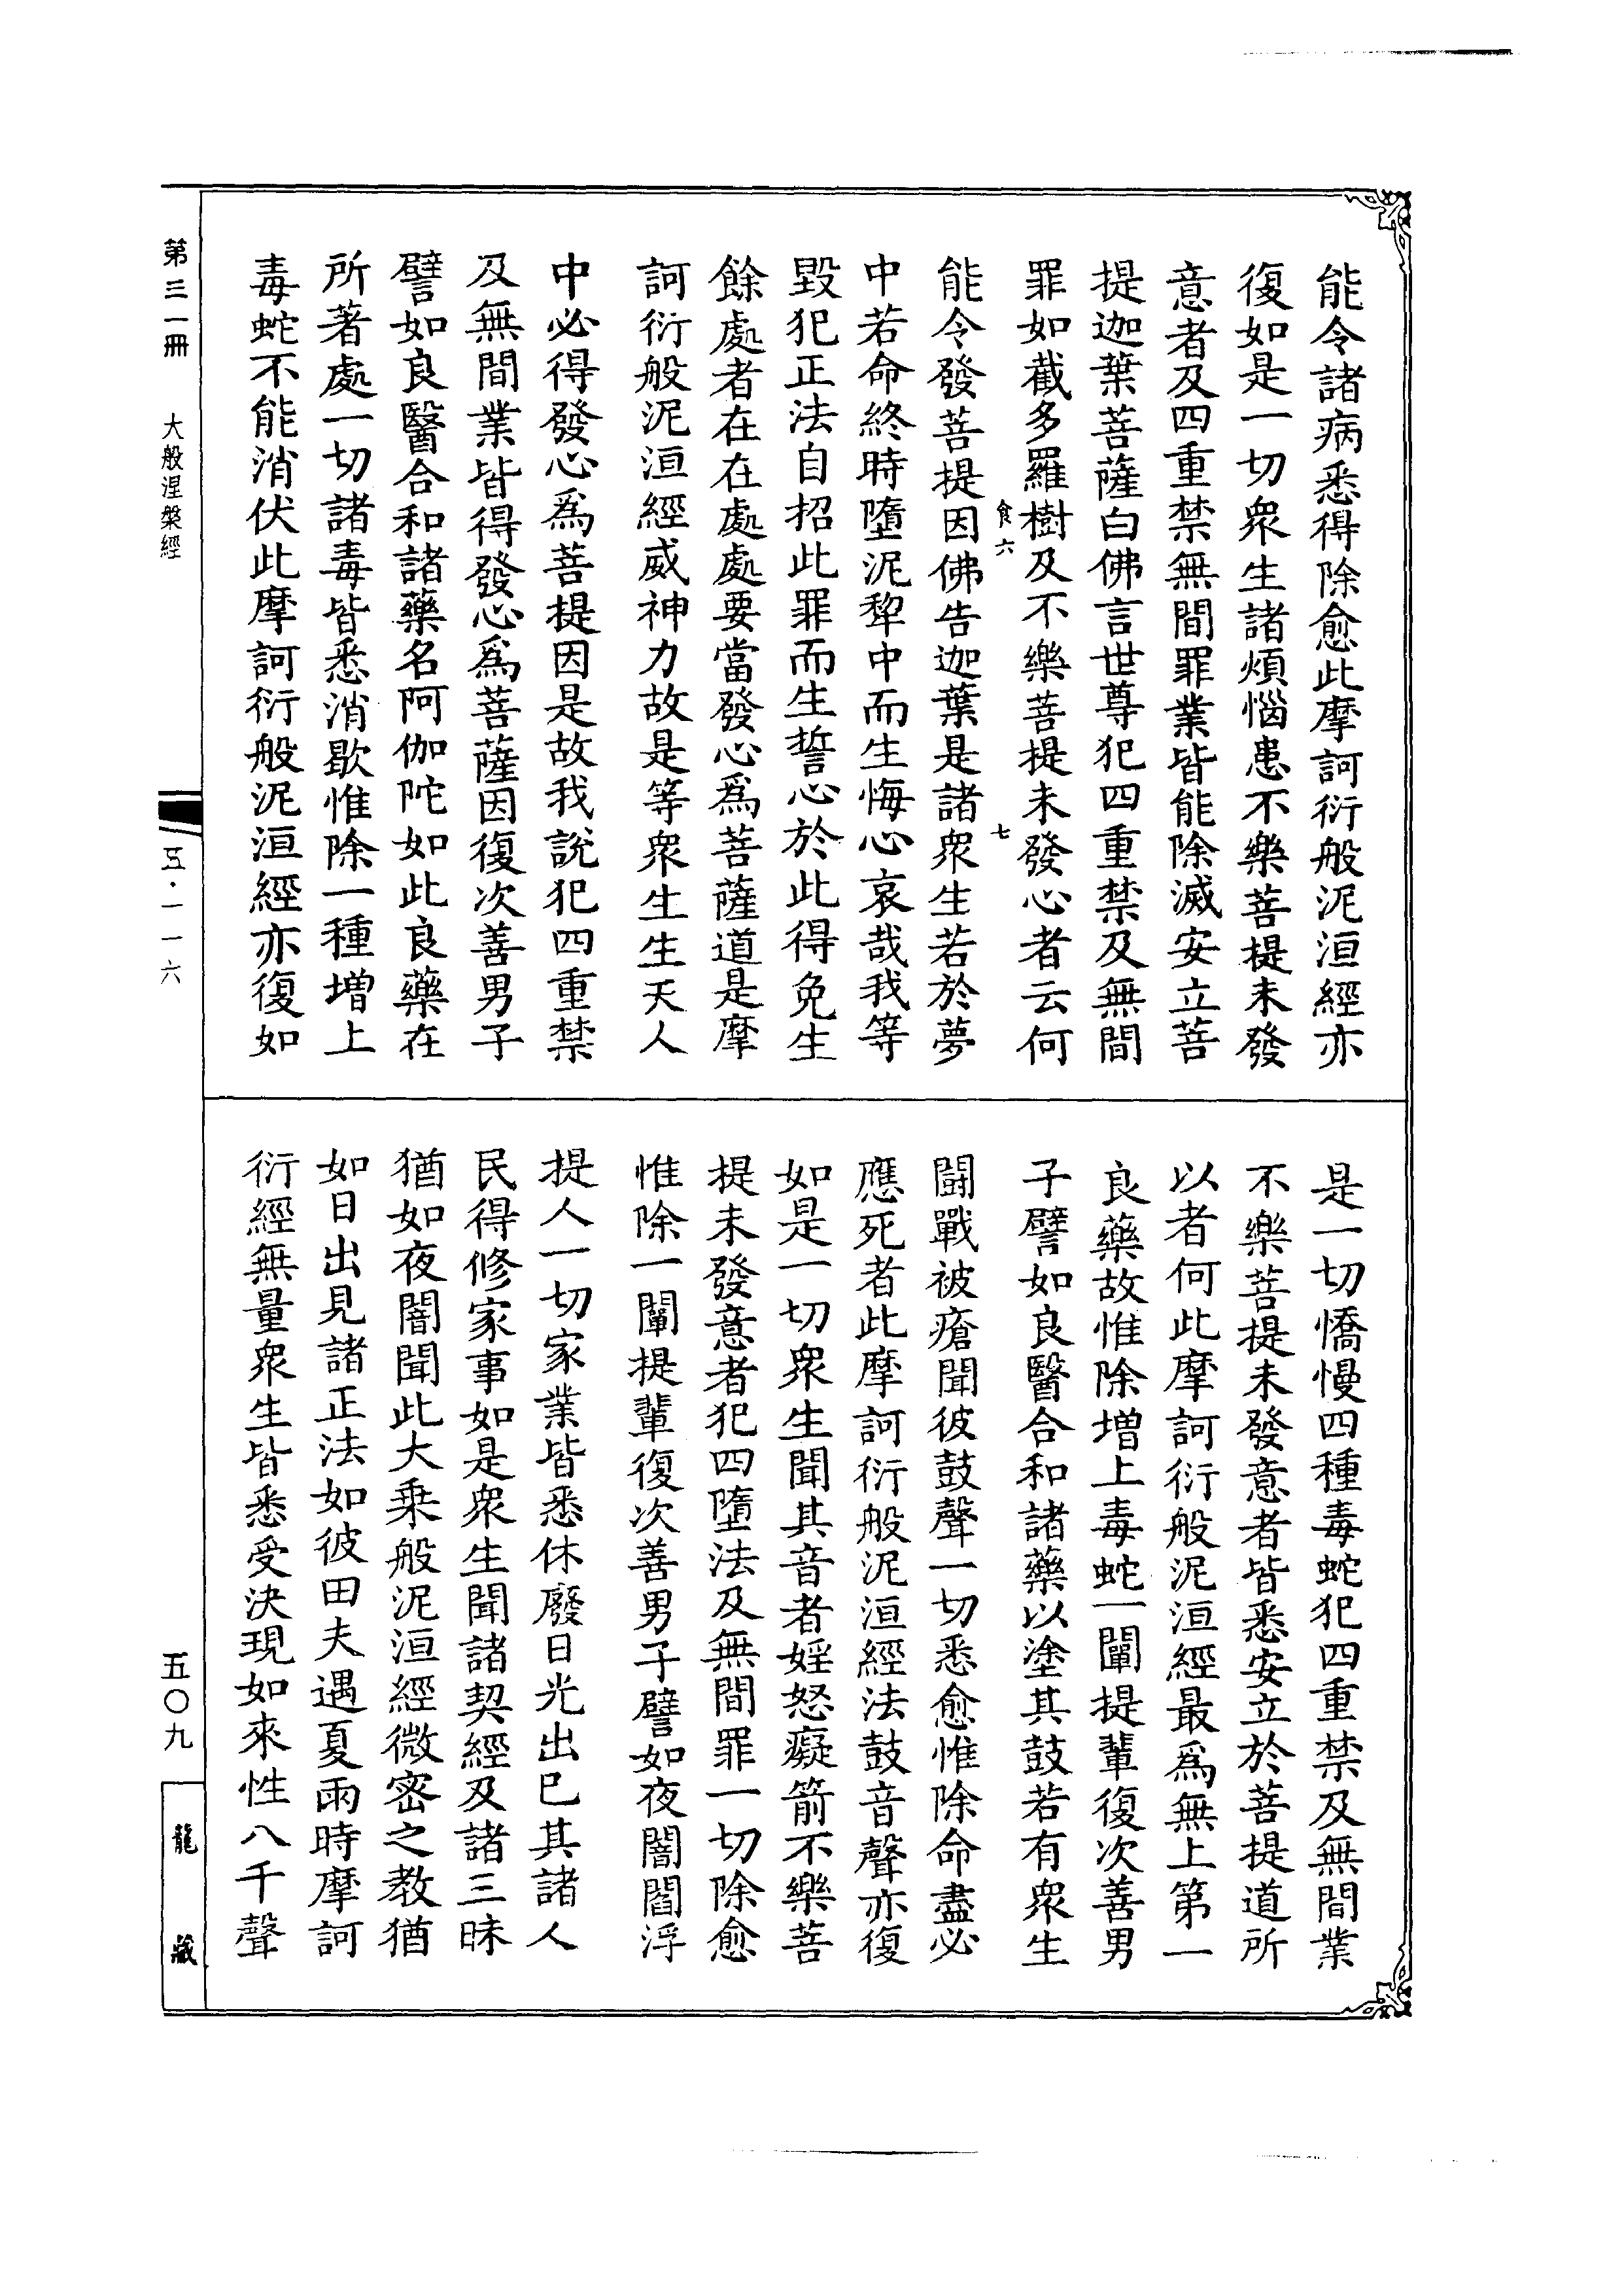 能令諸病悉得除愈此摩訶衍般泥洹經亦
復如是一切衆生諸煩惱患不樂菩提未發
意者及四重禁無間罪業皆能除滅安立菩
提迦葉菩薩白佛言世尊犯四重禁及無間
罪如截多羅樹及不樂菩提未發心者云何
食六 七
能令發菩提因佛告迦葉是諸衆生若於夢
中若命終時墮泥犂中而生悔心哀哉我等
毀犯正法自招此罪而生誓心於此得免生
餘處者在在處處要當發心爲菩薩道是摩
訶衍般泥洹經威神力故是等衆生生天人
中必得發心爲菩提因是故我說犯四重禁
及無間業皆得發心爲菩薩因復次善男子
譬如良醫合和諸藥名阿伽陀如此良藥在
所著處一切諸毒皆悉消歇惟除一種增上
毒蛇不能消伏此摩訶衍般泥洹經亦復如
是一切憍慢四種毒蛇犯四重禁及無間業
不樂菩提未發意者皆悉安立於菩提道所
以者何此摩訶衍般泥洹經最爲無上第一
良藥故惟除增上毒蛇一闡提輩復次善男
子譬如良醫合和諸藥以塗其鼓若有衆生
鬪戰被瘡聞彼鼓聲一切悉愈惟除命盡必
應死者此摩訶衍般泥洹經法鼓音聲亦復
如是一切衆生聞其音者婬怒癡箭不樂菩
提未發意者犯四墮法及無間罪一切除愈
惟除一闡提輩復次善男子譬如夜闇閻浮
提人一切家業皆悉休廢日光出已其諸人
民得修家事如是衆生聞諸契經及諸三昧
猶如夜闇聞此大乗般泥洹經微密之教猶
如日出見諸正法如彼田夫遇夏雨時摩訶
衍經無量衆生皆悉受決現如來性八千聲
第三一冊 大般涅槃經
五·一一六
五〇九
龍藏